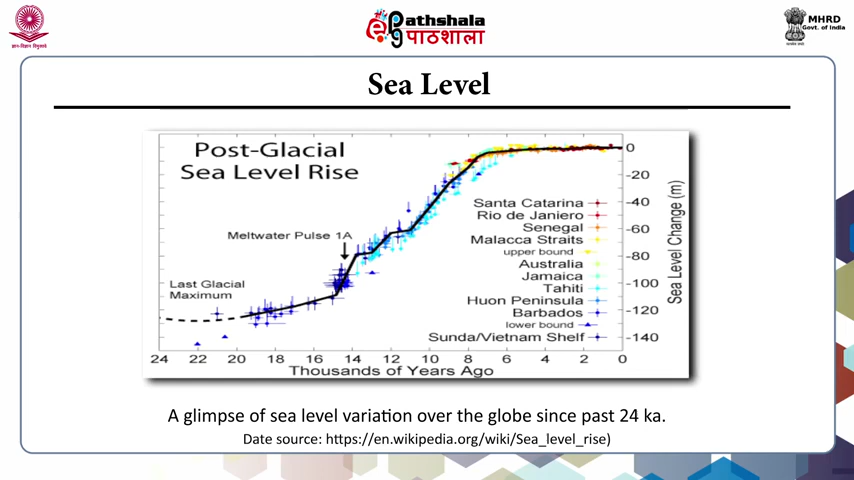 Pathshala
पाठशाला
MHRD
Govt. of India
ज्ञान-विज्ञान विमुक्तये
Sea Level
Post-Glacial
Sea Level Rise
Meltwater Pulse 1A
Last Glacial
Maximum
Santa Catarina
Rio de Janiero
Senegal
Malacca Straits
upper bound
Australia
Jamaica
Tahiti
Huon Peninsula
Barbados
lower bound
Sunda/Vietnam Shelf
0
-20
-40
-60
-80
-100
-120
-140
Sea Level Change (m)
24 22 20 18 16 14 12 10 8 6 4 2 0
Thousands of Years Ago
A glimpse of sea level variation over the globe since past 24 ka.
Date source: https://en.wikipedia.org/wiki/Sea_level_rise)